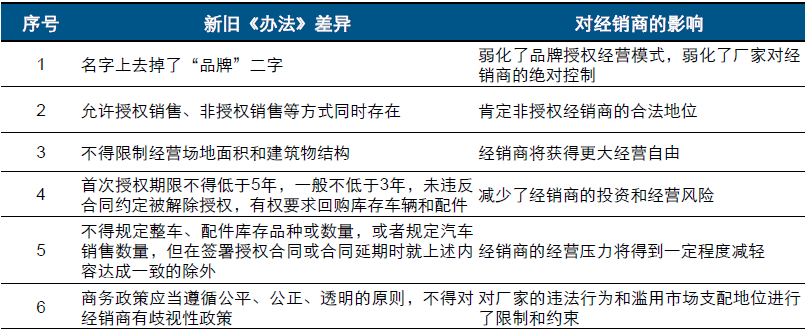 序号 新旧《办法》差异 对经销商的影响
1 名字上去掉了“品牌”二字 弱化了品牌授权经营模式，弱化了厂家对经
销商的绝对控制
2 允许授权销售、非授权销售等方式同时存在 肯定非授权经销商的合法地位
3 不得限制经营场地面积和建筑物结构 经销商将获得更大经营自由
4 首次授权期限不得低于5年，一般不低于3年，未违反
合同约定被解除授权，有权要求回购库存车辆和配件 减少了经销商的投资和经营风险
5 不得规定整车、配件库存品种或数量，或者规定汽车
销售数量，但在签署授权合同或合同延期时就上述内
容达成一致的除外 经销商的经营压力将得到一定程度减轻
6 商务政策应当遵循公平、公正、透明的原则，不得对
经销商有歧视性政策 对厂家的违法行为和滥用市场支配地位进行
了限制和约束